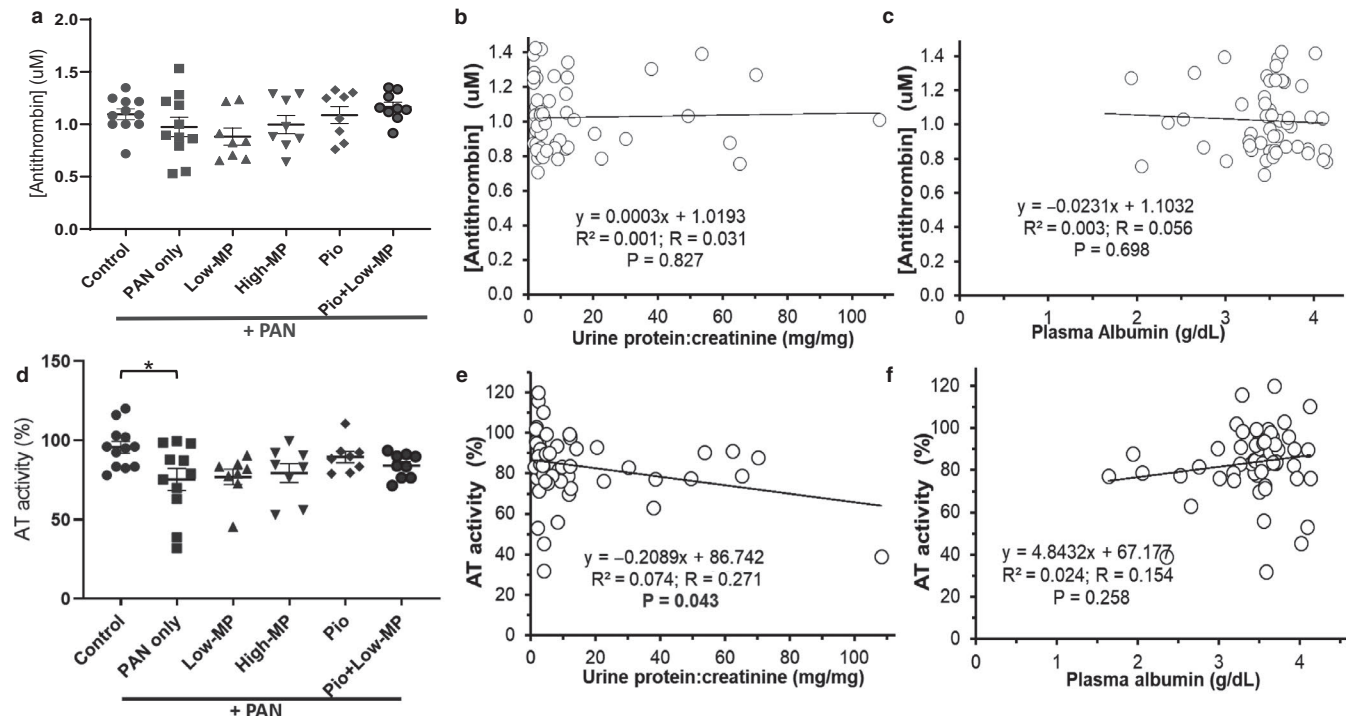 a
2.0
1.5
1.0
0.5
0.0
[Antithrombin] (uM)
Control
PAN only
Low-MP
High-MP
Pio
Pio+Low-MP
+ PAN
b
1.4
1.2
1.0
0.8
0.6
0.4
0.2
0.0
[Antithrombin] (uM)
y = 0.0003x + 1.0193
R² = 0.001; R = 0.031
P = 0.827
0 20 40 60 80 100
Urine protein:creatinine (mg/mg)
c
1.4
1.2
1.0
0.8
0.6
0.4
0.2
0.0
[Antithrombin] (uM)
y = −0.0231x + 1.1032
R² = 0.003; R = 0.056
P = 0.698
0 1 2 3 4
Plasma Albumin (g/dL)
d
150
100
50
0
AT activity (%)
*
Control
PAN only
Low-MP
High-MP
Pio
Pio+Low-MP
+ PAN
e
120
100
80
60
40
20
0
AT activity (%)
y = −0.2089x + 86.742
R² = 0.074; R = 0.271
P = 0.043
0 20 40 60 80 100
Urine protein:creatinine (mg/mg)
f
120
100
80
60
40
20
0
AT activity (%)
y = 4.8432x + 67.177
R² = 0.024; R = 0.154
P = 0.258
0 1 2 3 4
Plasma albumin (g/dL)